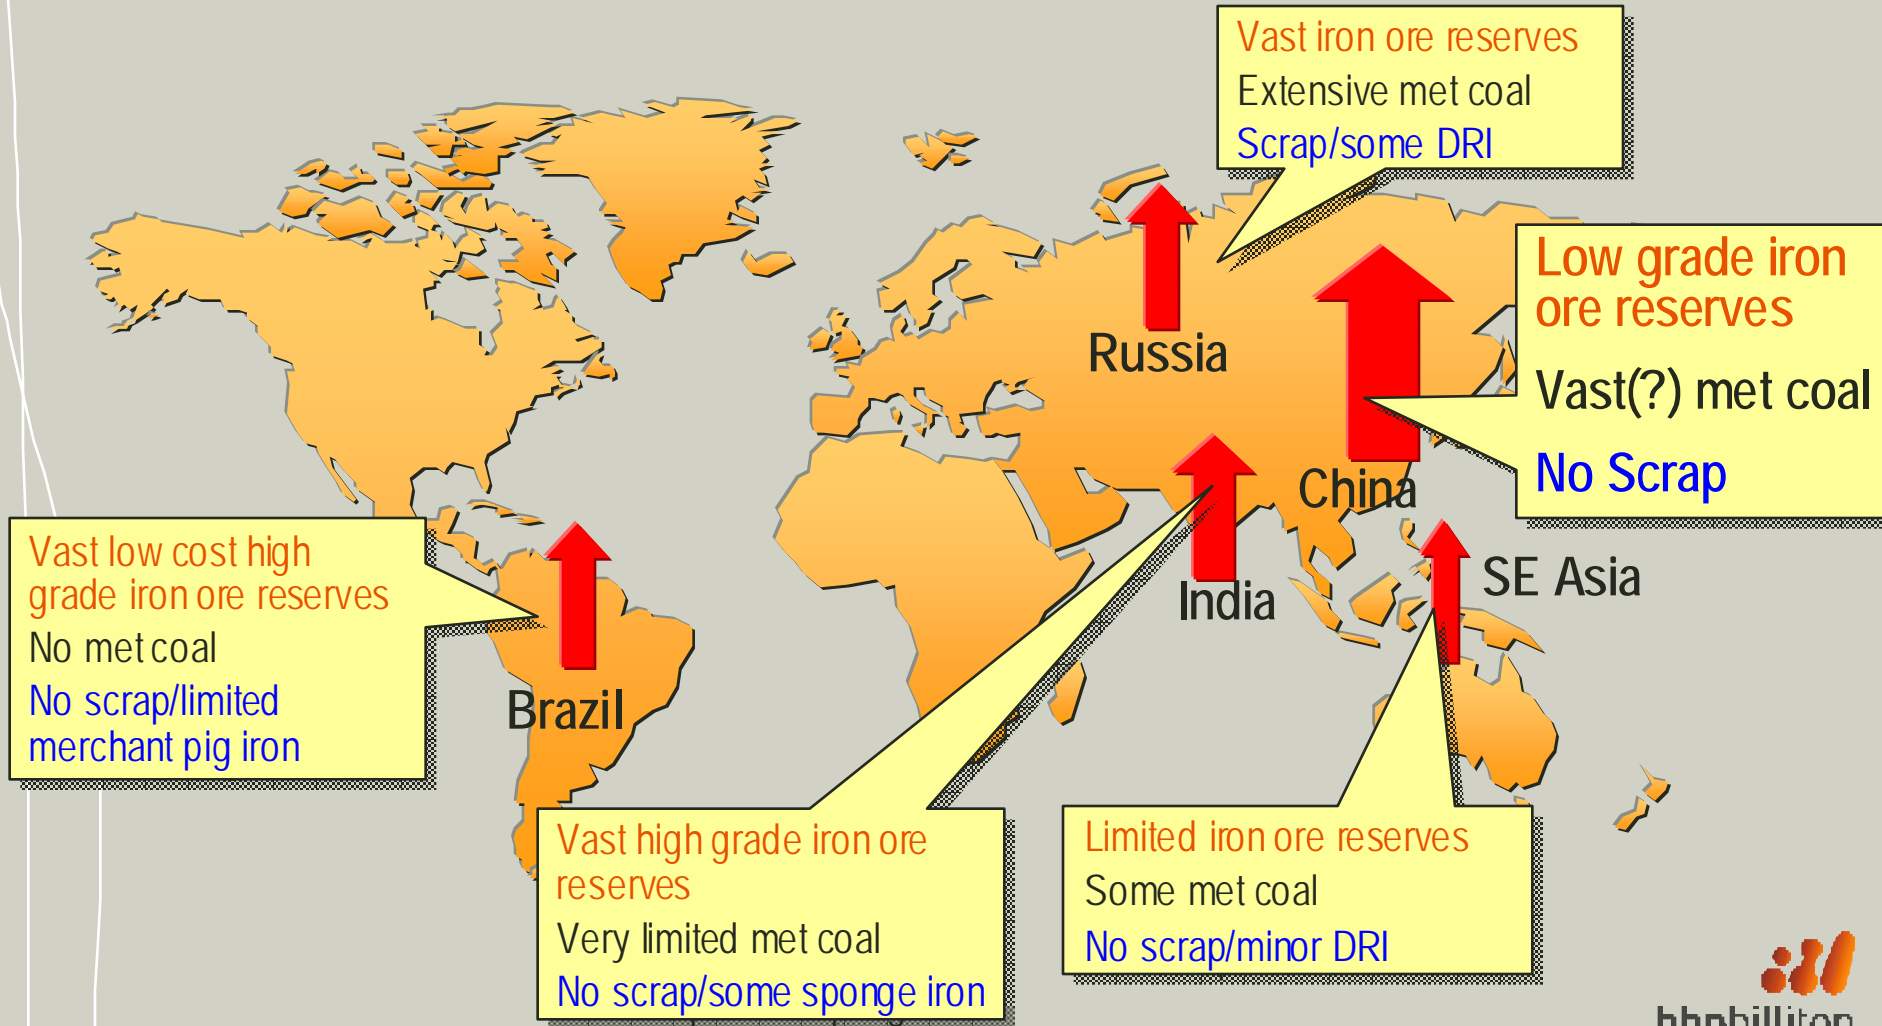 Vast iron ore reserves
Extensive met coal
Scrap/some DRI
Low grade iron
ore reserves
Vast(?) met coal
No Scrap
Russia
China
India
SE Asia
Brazil
Vast low cost high
grade iron ore reserves
No met coal
No scrap/limited
merchant pig iron
Vast high grade iron ore
reserves
Very limited met coal
No scrap/some sponge iron
Limited iron ore reserves
Some met coal
No scrap/minor DRI
bhpbilliton